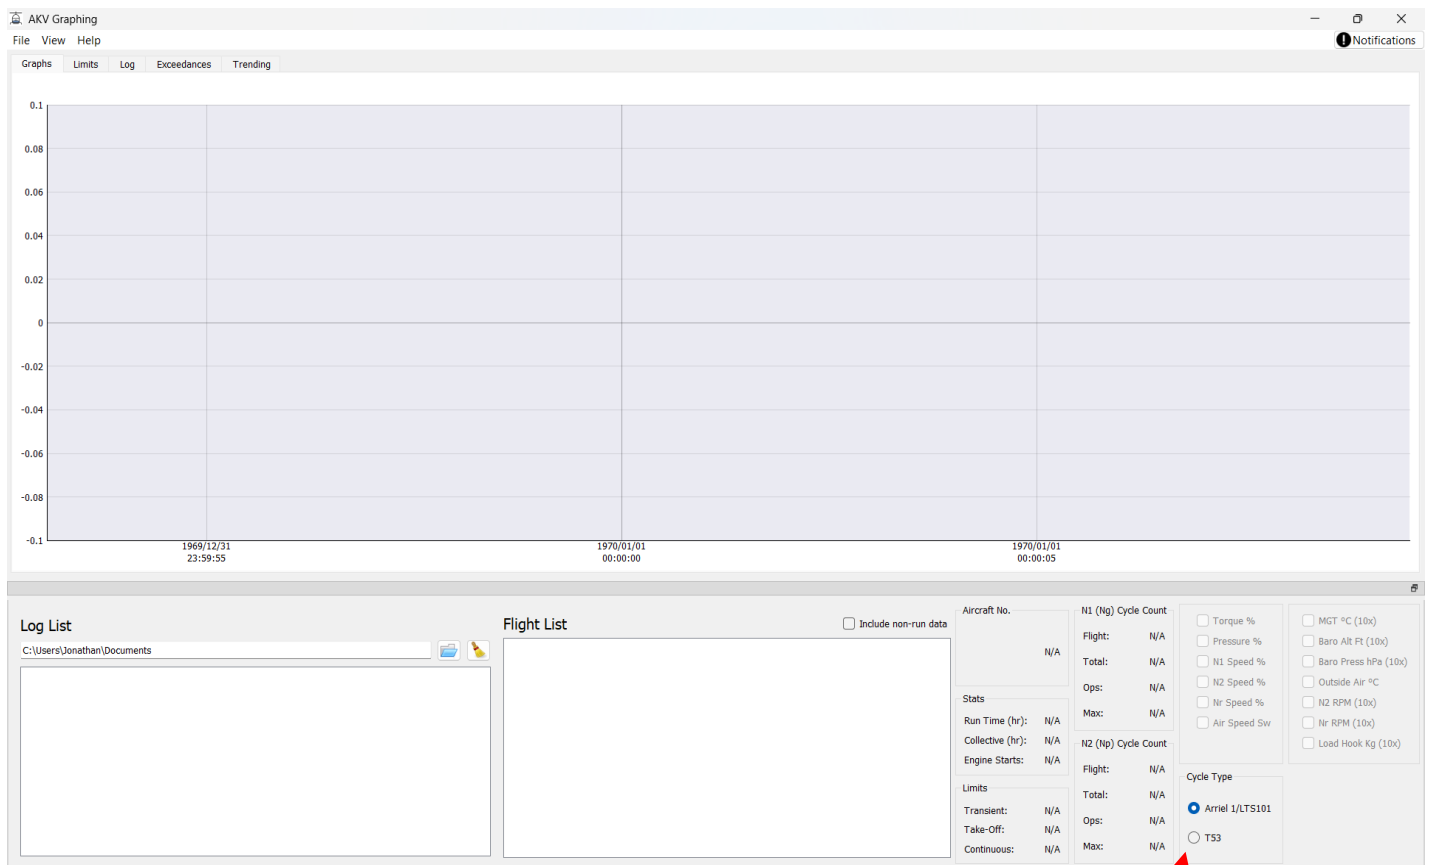 AKV Graphing
File View Help
Notifications
Graphs Limits Log Exceedances Trending
0.1
0.08
0.06
0.04
0.02
0
-0.02
-0.04
-0.06
-0.08
-0.1
1969/12/31
23:59:55
1970/01/01
00:00:00
1970/01/01
00:00:05
Log List
C:\Users\Jonathan\Documents
Flight List
Include non-run data
Aircraft No.
N/A
Stats
Run Time (hr): N/A
Collective (hr): N/A
Engine Starts: N/A
Limits
Transient: N/A
Take-Off: N/A
Continuous: N/A
N1 (Ng) Cycle Count
Flight: N/A
Total: N/A
Ops: N/A
Max: N/A
N2 (Np) Cycle Count
Flight: N/A
Total: N/A
Ops: N/A
Max: N/A
Torque %
Pressure %
N1 Speed %
N2 Speed %
Nr Speed %
Air Speed Sw
Cycle Type
Arriel 1/LTS101
T53
MGT ºC (10x)
Baro Alt Ft (10x)
Baro Press hPa (10x)
Outside Air ºC
N2 RPM (10x)
Nr RPM (10x)
Load Hook Kg (10x)